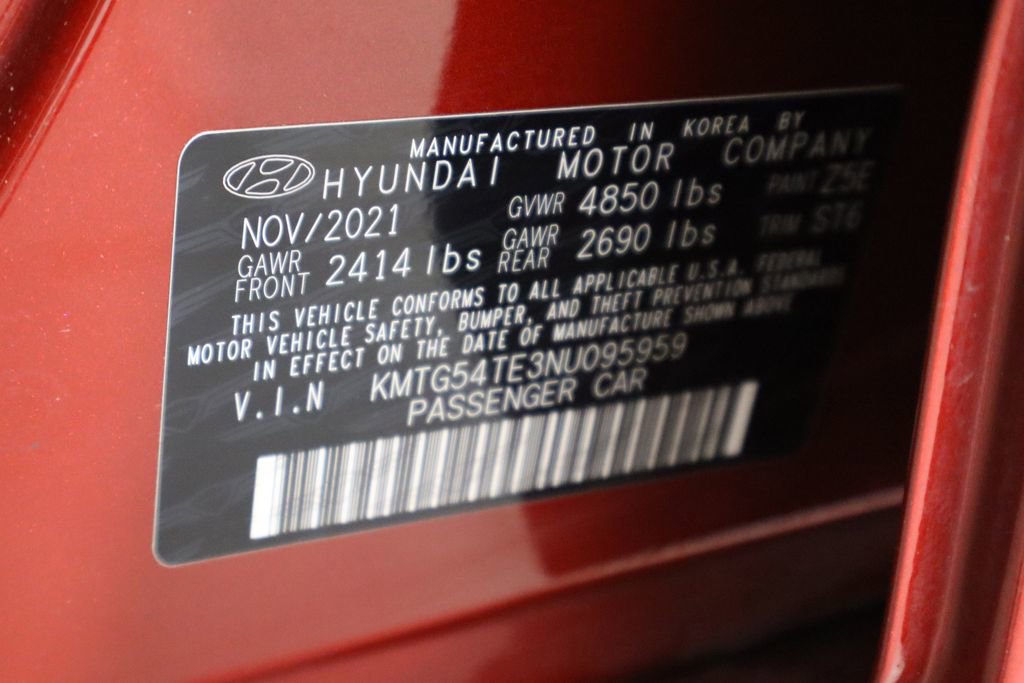 MANUFACTURED IN KOREA BY
HYUNDAI MOTOR COMPANY
NOV/2021 GVWR 4850 lbs PAINT Z5E
GAWR FRONT 2414 lbs GAWR REAR 2690 lbs TRIM ST6
THIS VEHICLE CONFORMS TO ALL APPLICABLE U.S.A. FEDERAL
MOTOR VEHICLE SAFETY, BUMPER, AND THEFT PREVENTION STANDARDS
IN EFFECT ON THE DATE OF MANUFACTURE SHOWN ABOVE
V.I.N KMTG54TE3NU095959
PASSENGER CAR